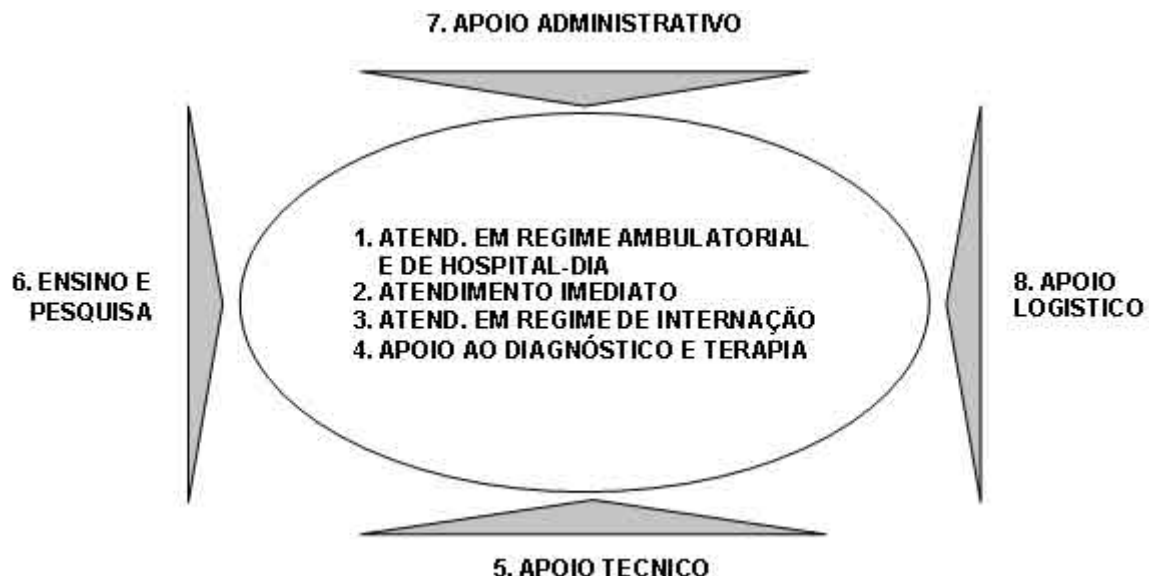 7. APOIO ADMINISTRATIVO
1. ATEND. EM REGIME AMBULATORIAL
E DE HOSPITAL-DIA
2. ATENDIMENTO IMEDIATO
3. ATEND. EM REGIME DE INTERNAÇÃO
4. APOIO AO DIAGNÓSTICO E TERAPIA
6. ENSINO E
PESQUISA
8. APOIO
LOGISTICO
5. APOIO TECNICO